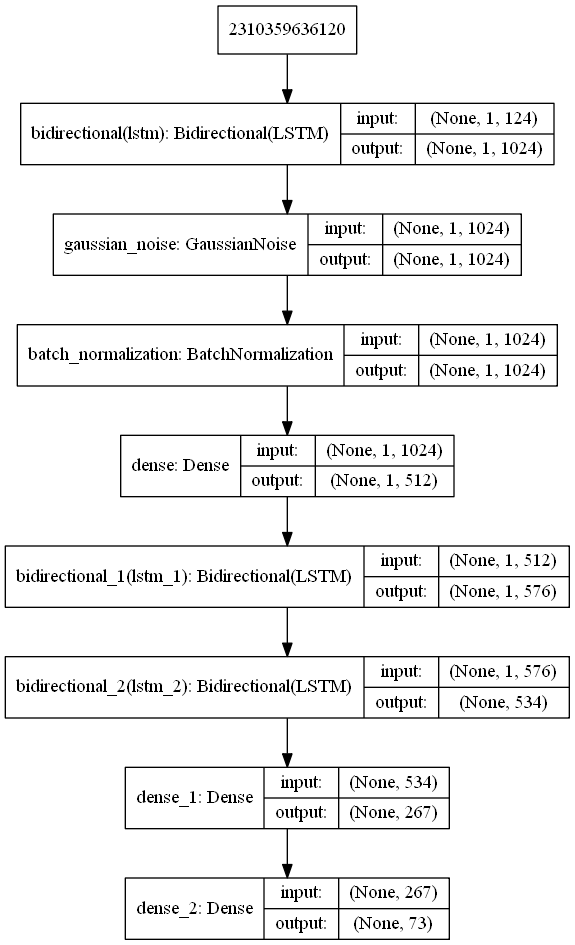 2310359636120
bidirectional(lstm): Bidirectional(LSTM)
input: (None, 1, 124)
output: (None, 1, 1024)
gaussian_noise: GaussianNoise
input: (None, 1, 1024)
output: (None, 1, 1024)
batch_normalization: BatchNormalization
input: (None, 1, 1024)
output: (None, 1, 1024)
dense: Dense
input: (None, 1, 1024)
output: (None, 1, 512)
bidirectional_1(lstm_1): Bidirectional(LSTM)
input: (None, 1, 512)
output: (None, 1, 576)
bidirectional_2(lstm_2): Bidirectional(LSTM)
input: (None, 1, 576)
output: (None, 534)
dense_1: Dense
input: (None, 534)
output: (None, 267)
dense_2: Dense
input: (None, 267)
output: (None, 73)